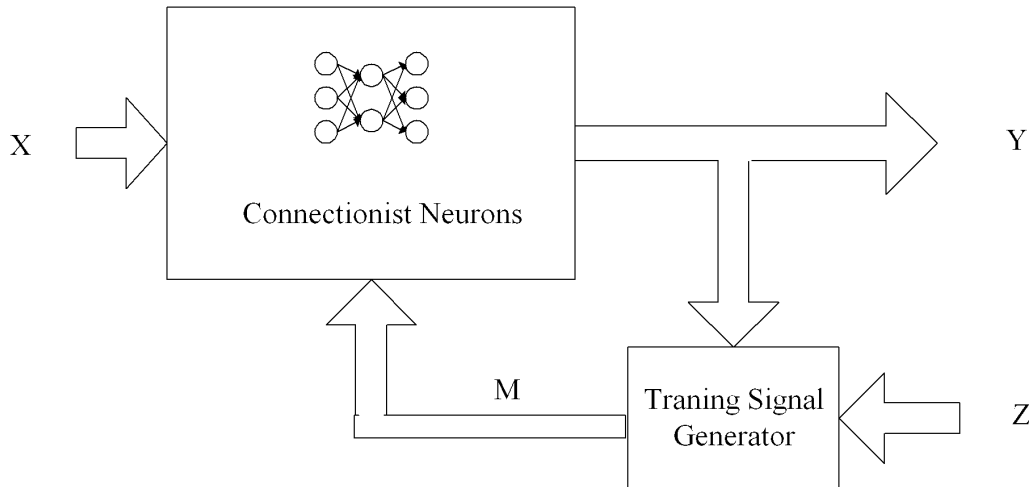 X
Y
Connectionist Neurons
M
Traning Signal
Generator
Z